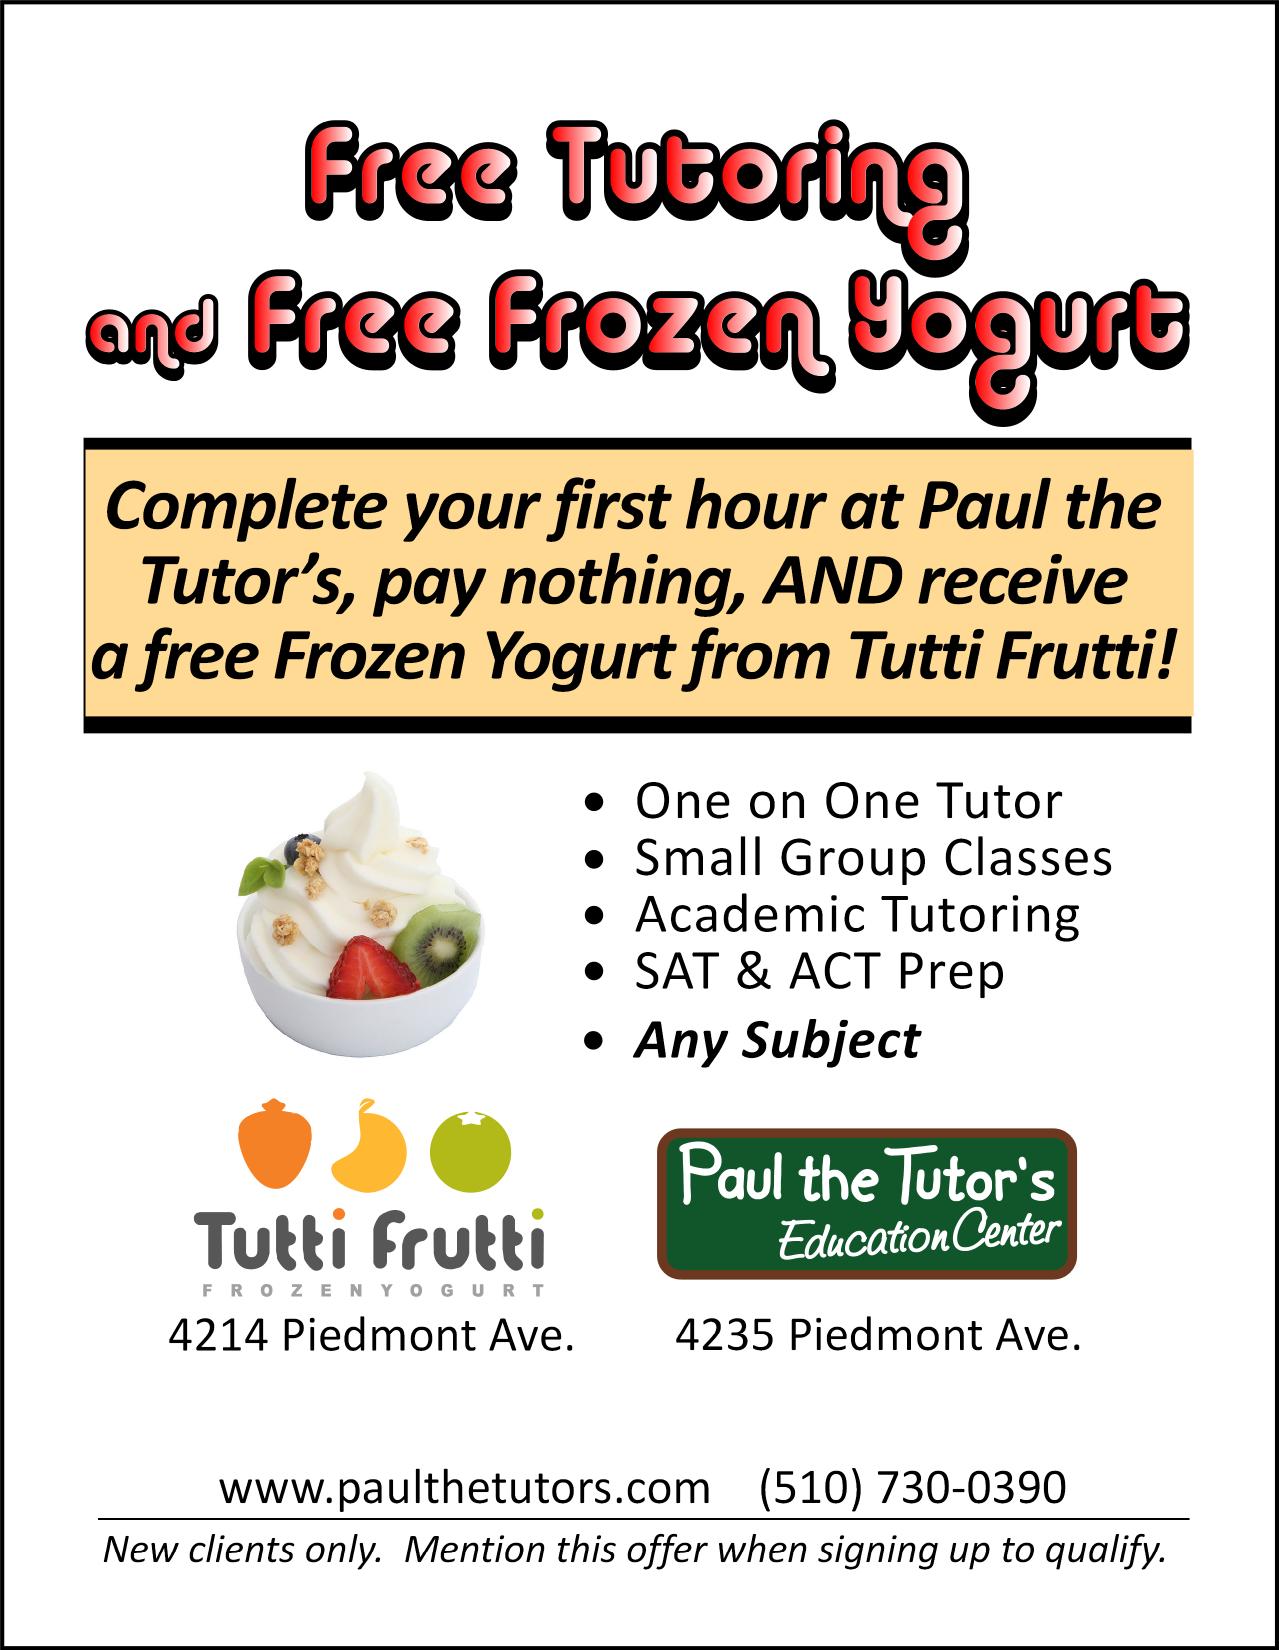 Free Tutoring
and Free Frozen Yogurt
Complete your first hour at Paul the
Tutor’s, pay nothing, AND receive
a free Frozen Yogurt from Tutti Frutti!
• One on One Tutor
• Small Group Classes
• Academic Tutoring
• SAT & ACT Prep
• Any Subject
Tutti Frutti
FROZENYOGURT
4214 Piedmont Ave.
Paul the Tutor's
Education Center
4235 Piedmont Ave.
www.paulthetutors.com (510) 730-0390
New clients only. Mention this offer when signing up to qualify.